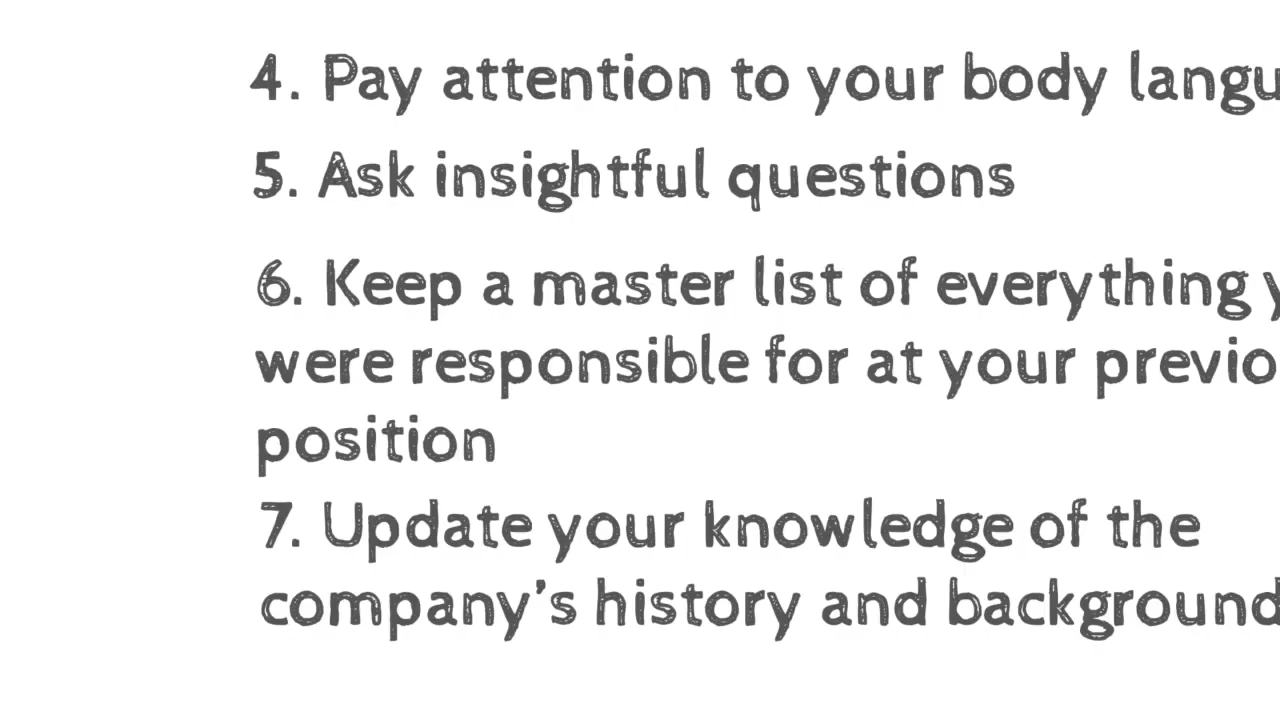 4. Pay attention to your body langu
5. Ask insightful questions
6. Keep a master list of everything y
were responsible for at your previo
position
7. Update your knowledge of the
company's history and background